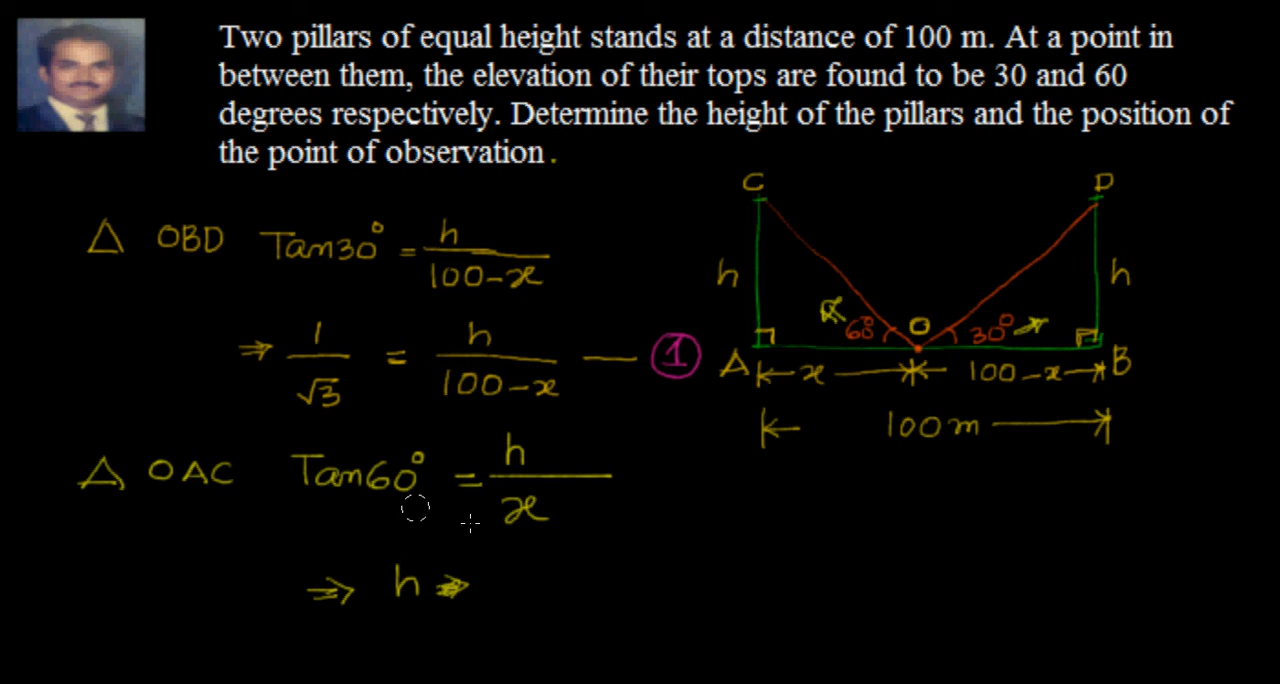 Two pillars of equal height stands at a distance of 100 m. At a point in
between them, the elevation of their tops are found to be 30 and 60
degrees respectively. Determine the height of the pillars and the position of
the point of observation.
△ OBD Tan30° = h / 100-x
⇒ 1 / √3 = h / 100-x — 1
△ OAC Tan60° = h / x
⇒ h
C D
h h
60° O 30°
A x 100-x B
100m